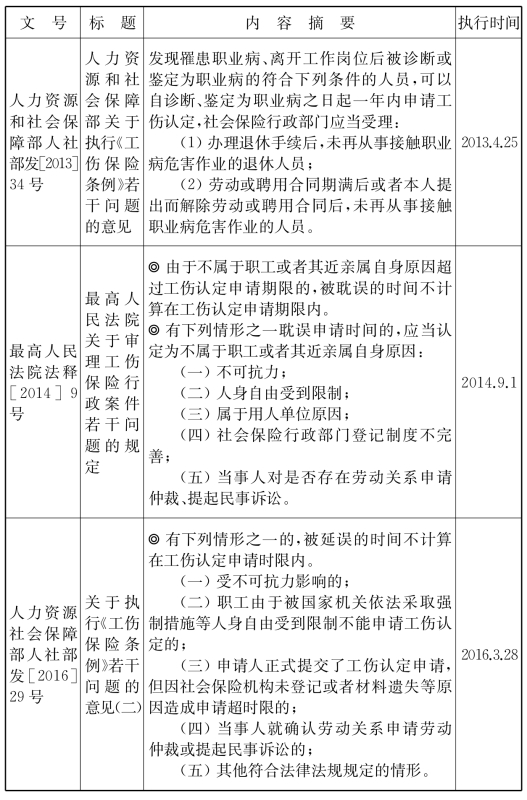 文号
标题
内容摘要
执行时间
人力资源
和社会保
障部人社
部发[2013]
34号
人力资
源和社
会保障
部关于
执行《工
伤保险
条例》若
干问题
的意见
发现罹患职业病、离开工作岗位后被诊断或
鉴定为职业病的符合下列条件的人员,可以
自诊断、鉴定为职业病之日起一年内申请工
伤认定,社会保险行政部门应当受理:
(1)办理退休手续后,未再从事接触职业
病危害作业的退休人员;
(2)劳动或聘用合同期满后或者本人提
出而解除劳动或聘用合同后,未再从事接触
职业病危害作业的人员。
2013.4.25
最高人民
法院法释
[2014]9
号
最高人
民法院
关于审
理工伤
保险行
政案件
若干问
题的规
定
◎ 由于不属于职工或者其近亲属自身原因超
过工伤认定申请期限的,被耽误的时间不计
算在工伤认定申请期限内。
◎ 有下列情形之一耽误申请时间的,应当认
定为不属于职工或者其近亲属自身原因:
(一)不可抗力;
(二)人身自由受到限制;
(三)属于用人单位原因;
(四)社会保险行政部门登记制度不完
善;
(五)当事人对是否存在劳动关系申请
仲裁、提起民事诉讼。
2014.9.1
人力资源
社会保障
部人社部
发[2016]
29号
关于执
行《工伤
保险条
例》若干
问题的
意见(二)
◎ 有下列情形之一的,被延误的时间不计算
在工伤认定申请时限内。
(一)受不可抗力影响的;
(二)职工由于被国家机关依法采取强
制措施等人身自由受到限制不能申请工伤认
定的;
(三)申请人正式提交了工伤认定申请,
但因社会保险机构未登记或者材料遗失等原
因造成申请超时限的;
(四)当事人就确认劳动关系申请劳动
仲裁或提起民事诉讼的;
(五)其他符合法律法规规定的情形。
2016.3.28